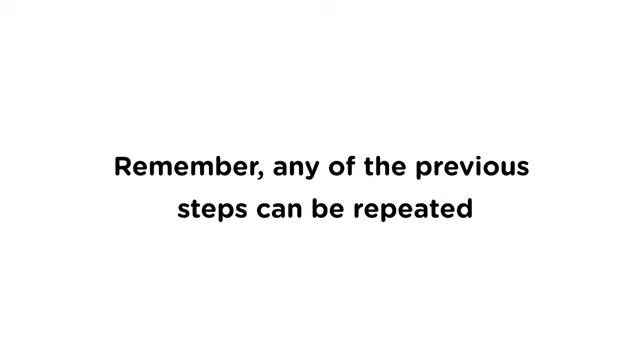 Remember, any of the previous
steps can be repeated